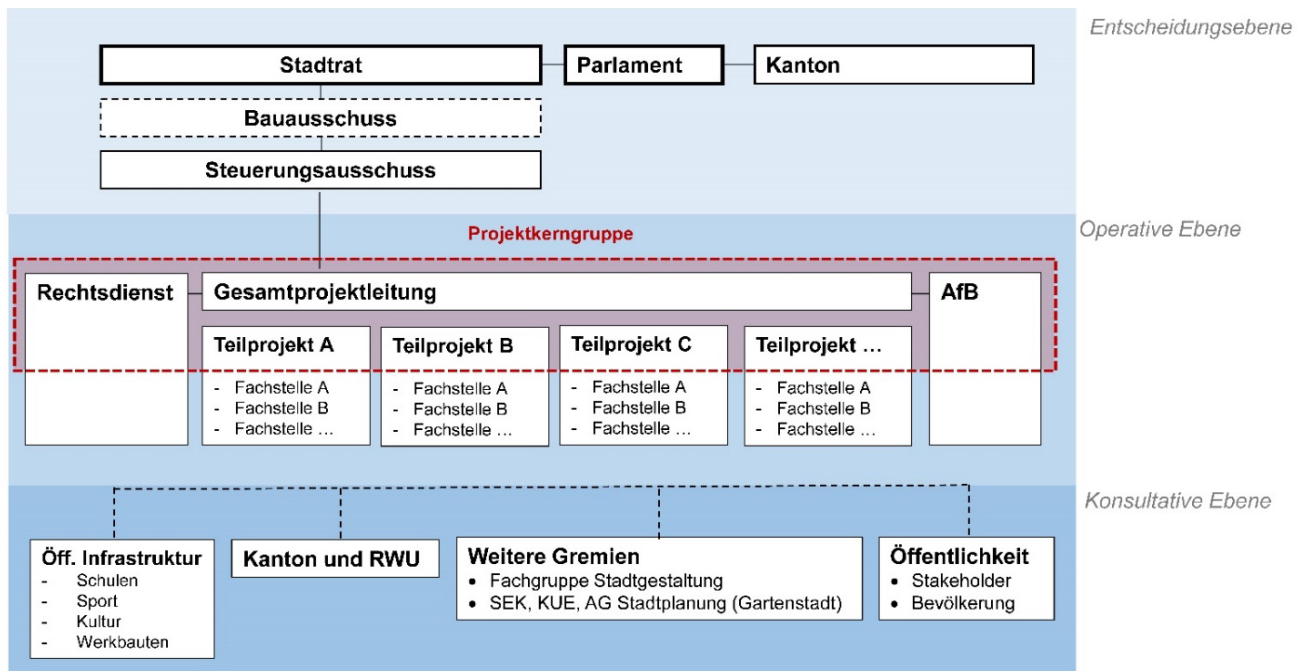 Entscheidungsebene
Stadtrat
Parlament
Kanton
Bauausschuss
Steuerungsausschuss
Operative Ebene
Projektkerngruppe
Rechtsdienst
Gesamtprojektleitung
AfB
Teilprojekt A
- Fachstelle A
- Fachstelle B
- Fachstelle ...
Teilprojekt B
- Fachstelle A
- Fachstelle B
- Fachstelle ...
Teilprojekt C
- Fachstelle A
- Fachstelle B
- Fachstelle ...
Teilprojekt ...
- Fachstelle A
- Fachstelle B
- Fachstelle ...
Konsultative Ebene
Öff. Infrastruktur
- Schulen
- Sport
- Kultur
- Werkbauten
Kanton und RWU
Weitere Gremien
• Fachgruppe Stadtgestaltung
• SEK, KUE, AG Stadtplanung (Gartenstadt)
Öffentlichkeit
• Stakeholder
• Bevölkerung